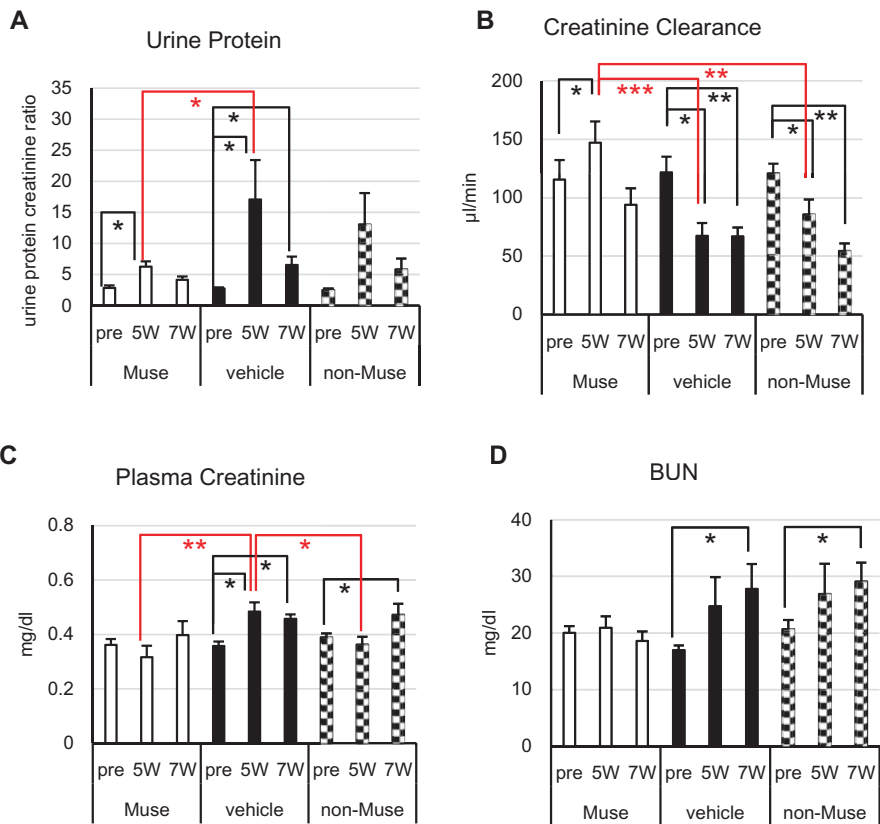 A
Urine Protein
urine protein creatinine ratio
35
30
25
20
15
10
5
0
*
*
*
*
pre 5W 7W pre 5W 7W pre 5W 7W
Muse vehicle non-Muse
B
Creatinine Clearance
µl/min
200
150
100
50
0
*
***
**
*
**
*
**
pre 5W 7W pre 5W 7W pre 5W 7W
Muse vehicle non-Muse
C
Plasma Creatinine
mg/dl
0.8
0.6
0.4
0.2
0
**
*
*
*
*
pre 5W 7W pre 5W 7W pre 5W 7W
Muse vehicle non-Muse
D
BUN
mg/dl
40
30
20
10
0
*
*
pre 5W 7W pre 5W 7W pre 5W 7W
Muse vehicle non-Muse